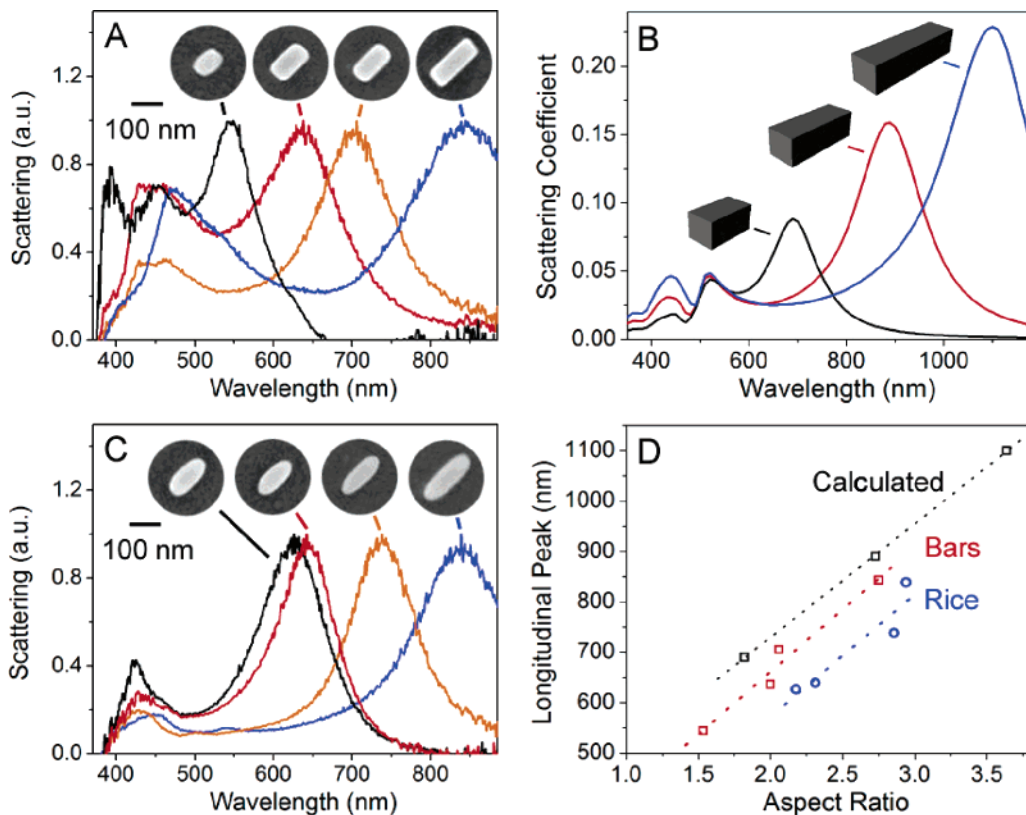 A
100 nm
Scattering (a.u.)
1.2
0.8
0.4
0.0
400 500 600 700 800
Wavelength (nm)
B
Scattering Coefficient
0.20
0.15
0.10
0.05
0.00
400 600 800 1000
Wavelength (nm)
C
100 nm
Scattering (a.u.)
1.2
0.8
0.4
0.0
400 500 600 700 800
Wavelength (nm)
D
Calculated
Bars
Rice
Longitudinal Peak (nm)
1100
1000
900
800
700
600
500
1.0 1.5 2.0 2.5 3.0 3.5
Aspect Ratio